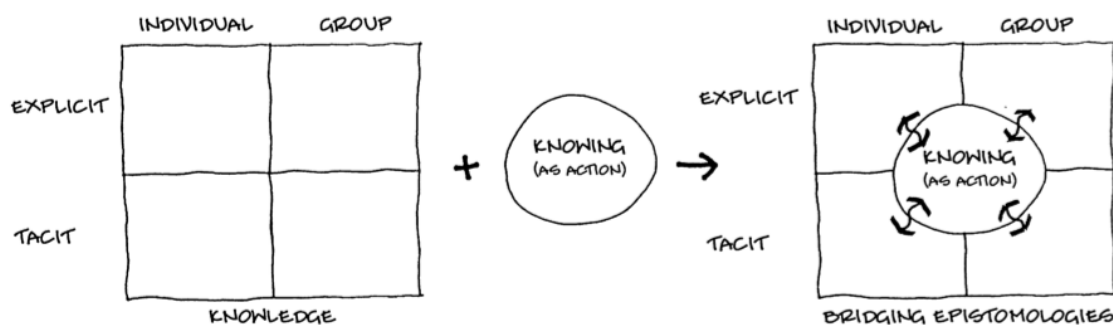 INDIVIDUAL GROUP
EXPLICIT
TACIT
KNOWLEDGE
+
KNOWING
(AS ACTION)
INDIVIDUAL GROUP
EXPLICIT
TACIT
KNOWING
(AS ACTION)
BRIDGING EPISTOMOLOGIES